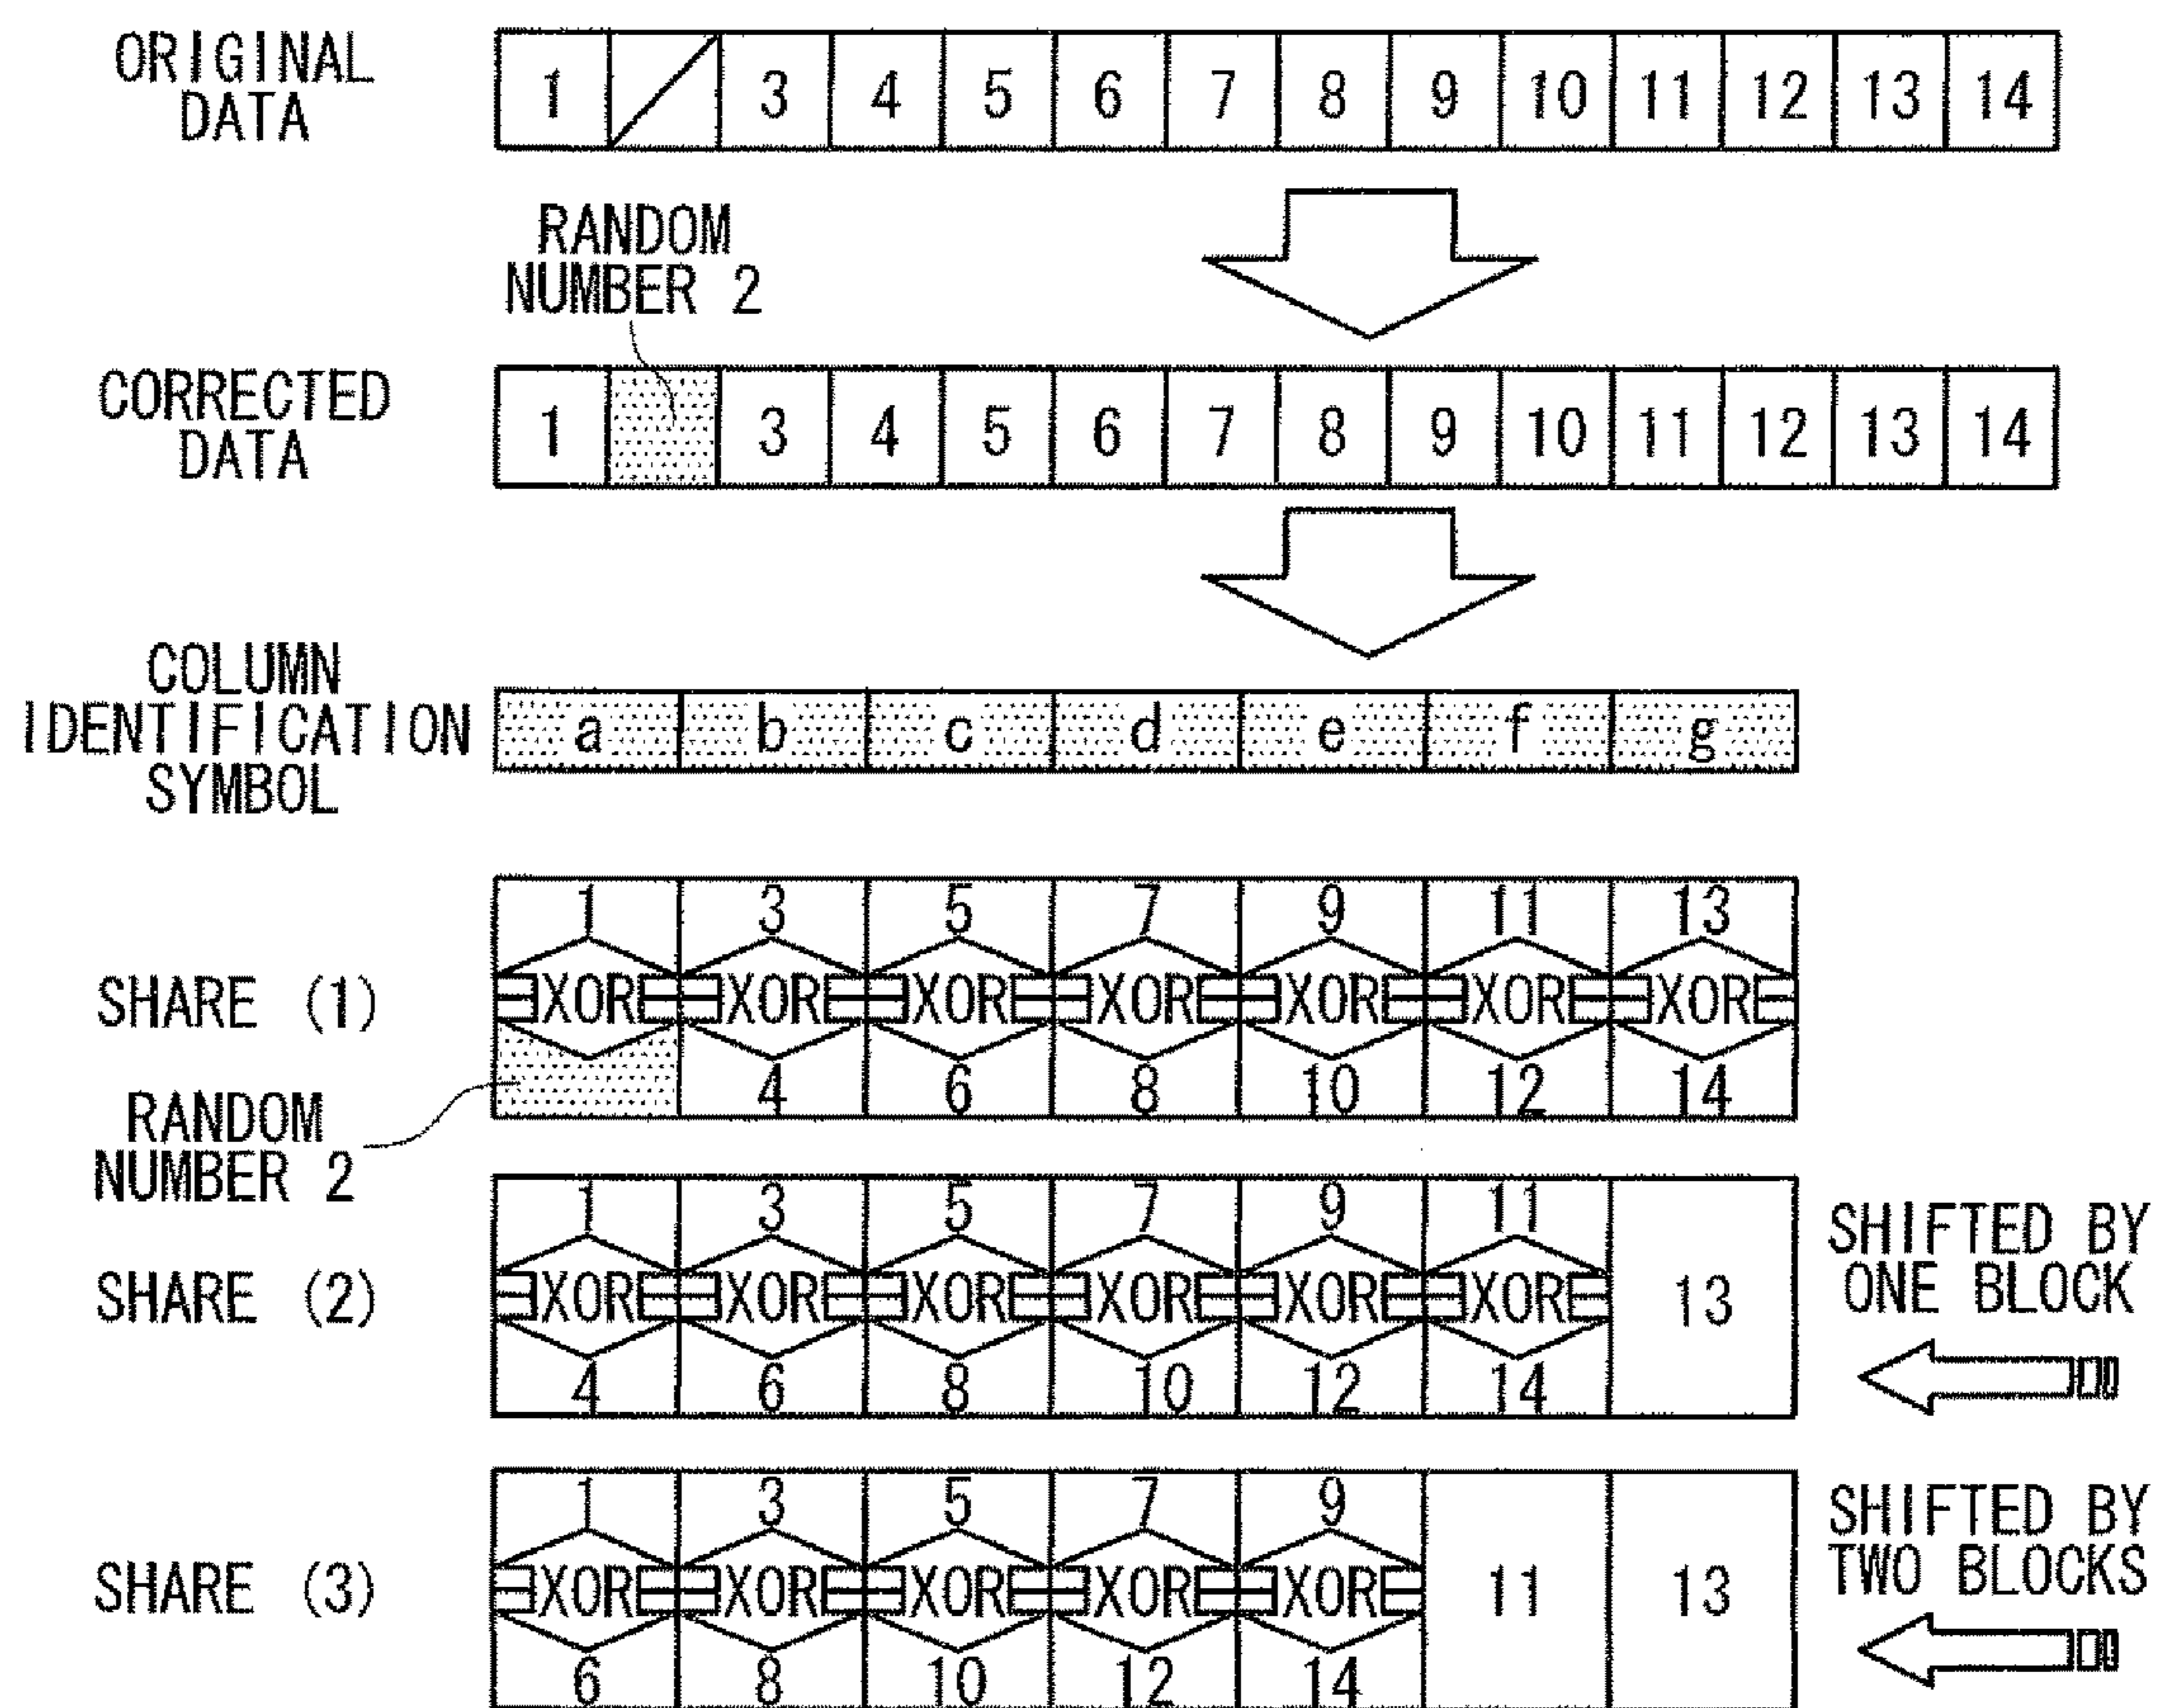 ORIGINAL
DATA
1 3 4 5 6 7 8 9 10 11 12 13 14
RANDOM
NUMBER 2
CORRECTED
DATA
1 3 4 5 6 7 8 9 10 11 12 13 14
COLUMN
IDENTIFICATION
SYMBOL
a b c d e f g
1 3 5 7 9 11 13
SHARE (1)
XOR XOR XOR XOR XOR XOR XOR
4 6 8 10 12 14
RANDOM
NUMBER 2
1 3 5 7 9 11
SHARE (2)
XOR XOR XOR XOR XOR XOR 13
4 6 8 10 12 14
SHIFTED BY
ONE BLOCK
1 3 5 7 9
SHARE (3)
XOR XOR XOR XOR XOR 11 13
6 8 10 12 14
SHIFTED BY
TWO BLOCKS